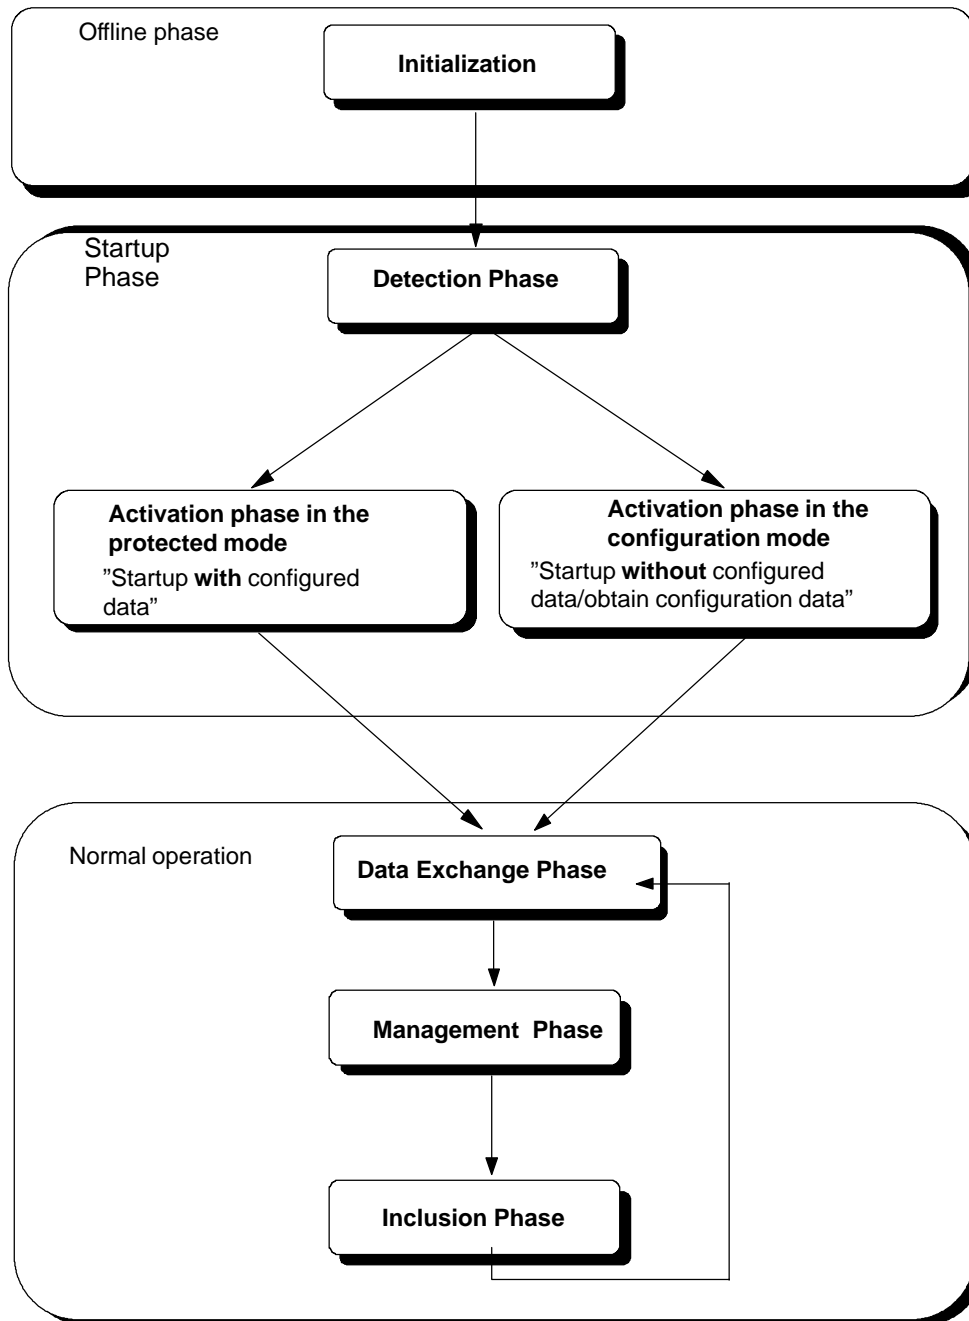 Offline phase
Initialization
Startup
Phase
Detection Phase
Activation phase in the
protected mode
”Startup with configured
data”
Activation phase in the
configuration mode
”Startup without configured
data/obtain configuration data”
Normal operation
Data Exchange Phase
Management Phase
Inclusion Phase